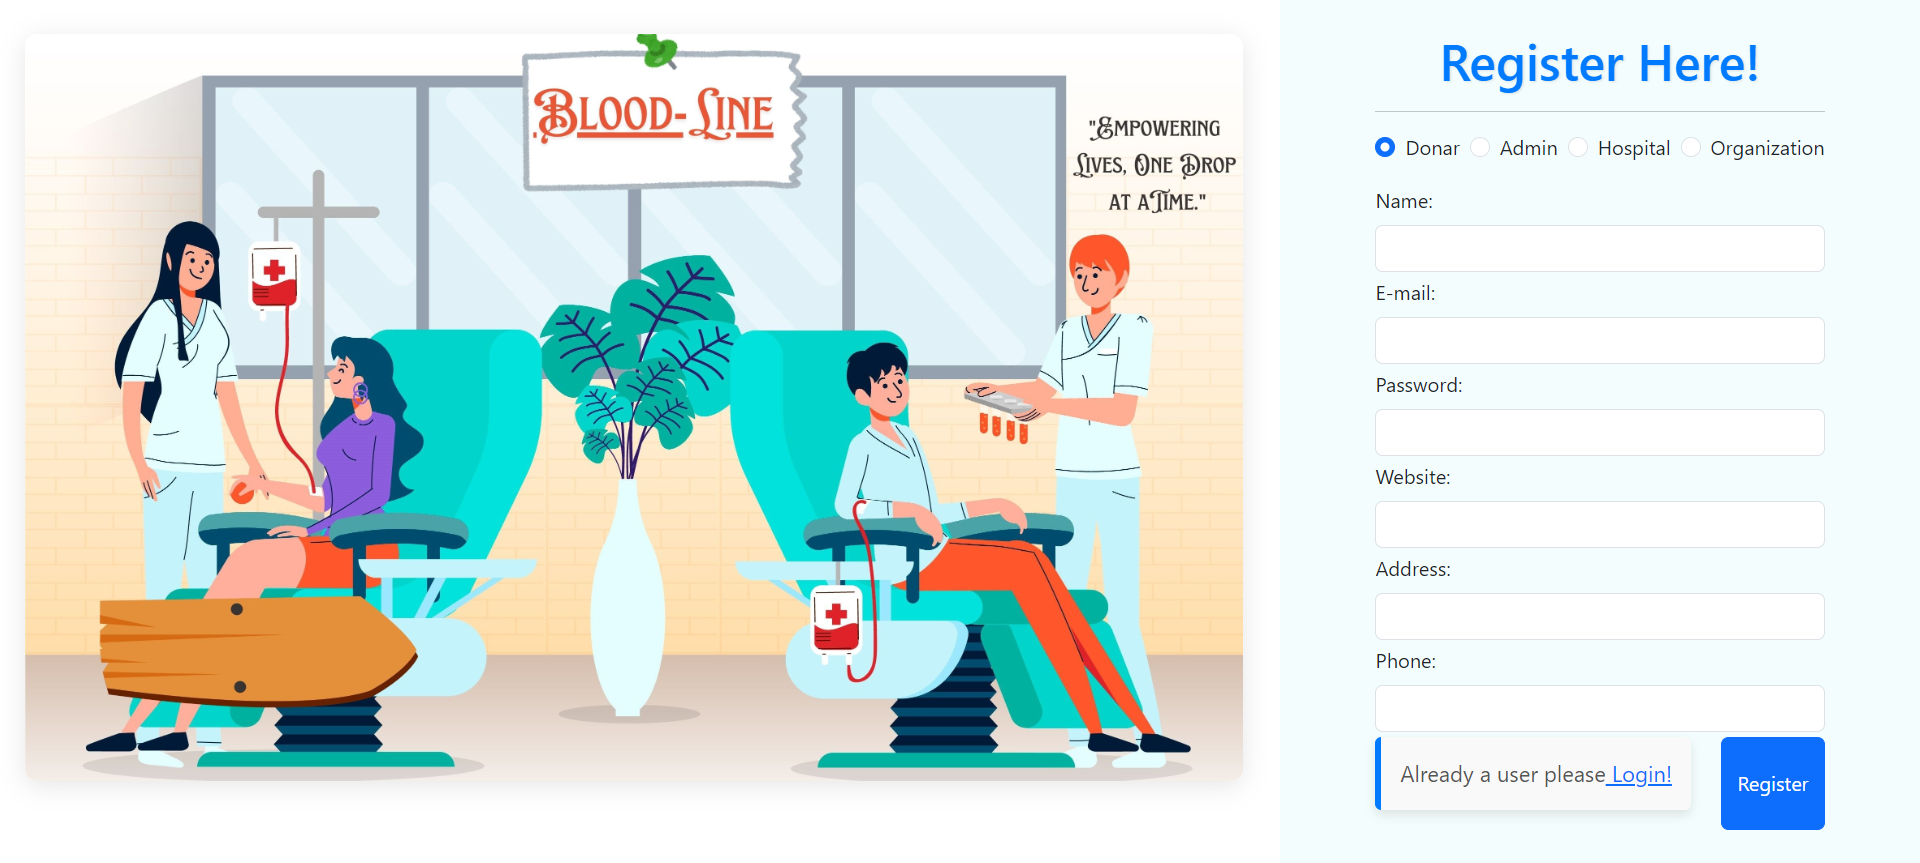 BLOOD-LINE
"EMPOWERING
LIVES, ONE DROP
AT A TIME."
Register Here!
Donar Admin Hospital Organization
Name:
E-mail:
Password:
Website:
Address:
Phone:
Already a user please Login!
Register